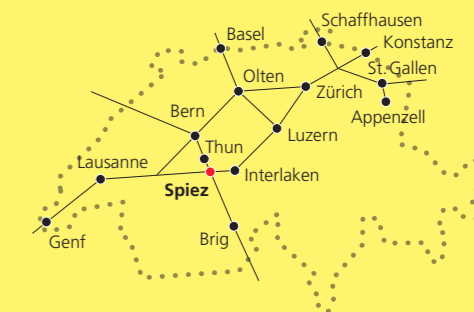 Schaffhausen
Basel
Konstanz
Olten
St. Gallen
Zürich
Bern
Appenzell
Luzern
Thun
Lausanne
Interlaken
Spiez
Genf
Brig